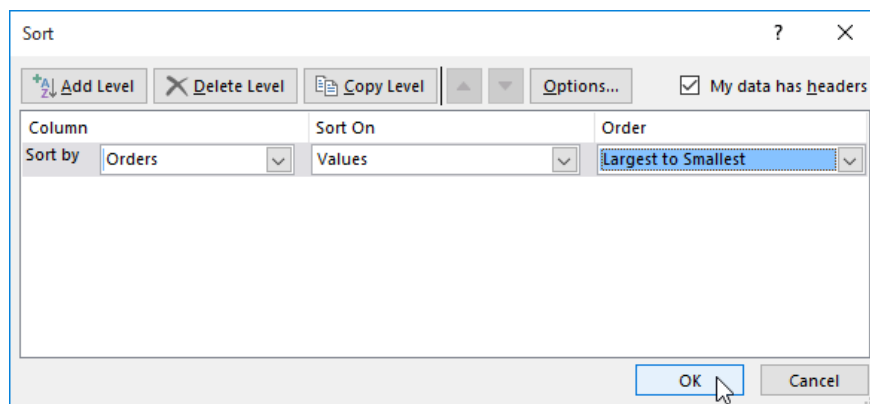 Sort ?
Add Level Delete Level Copy Level Options... My data has headers
Column Sort On Order
Sort by Orders Values Largest to Smallest
OK Cancel